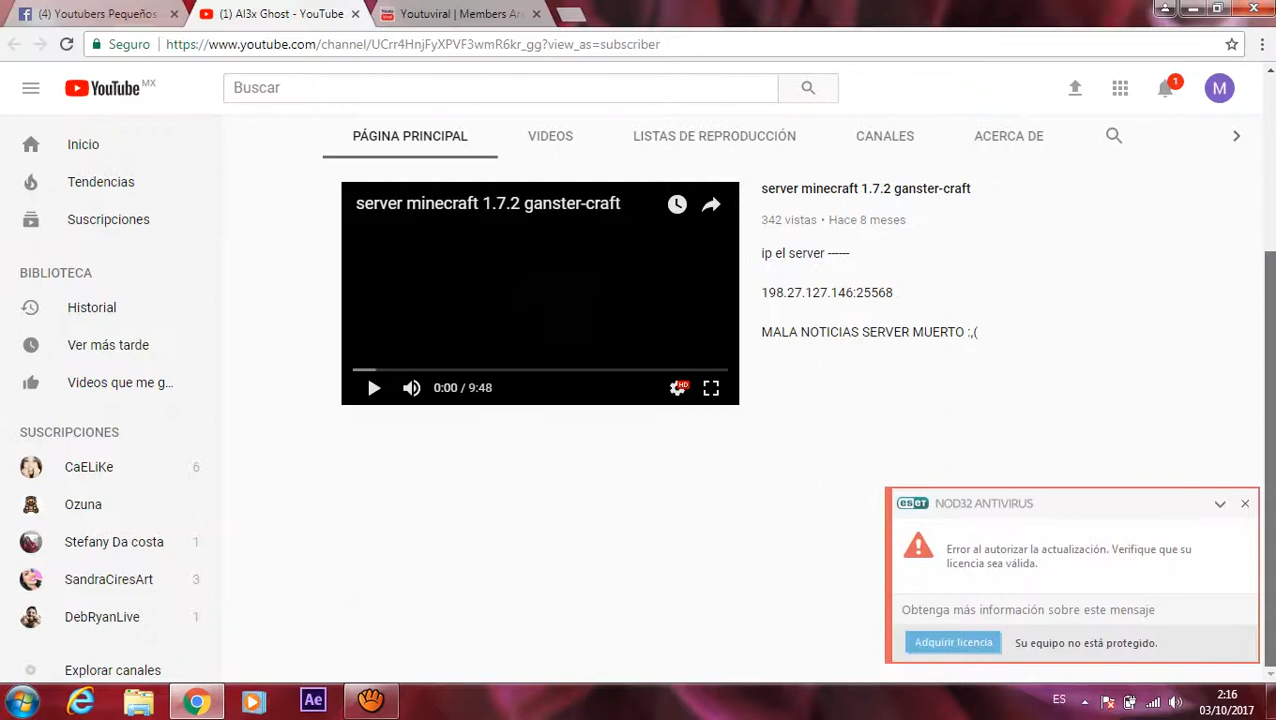 (4) Youtubers Pequeños
(1) Al3x Ghost - YouTube
Youtuviral | Members Are
Seguro
https://www.youtube.com/channel/UCrr4HnjFyXPVF3wmR6kr_gg?view_as=subscriber
YouTube MX
Buscar
1
M
Inicio
Tendencias
Suscripciones
BIBLIOTECA
Historial
Ver más tarde
Videos que me g...
SUSCRIPCIONES
CaELiKe 6
Ozuna
Stefany Da costa 1
SandraCiresArt 3
DebRyanLive 1
Explorar canales
PÁGINA PRINCIPAL VIDEOS LISTAS DE REPRODUCCIÓN CANALES ACERCA DE
server minecraft 1.7.2 ganster-craft
0:00 / 9:48
HD
server minecraft 1.7.2 ganster-craft
342 vistas • Hace 8 meses
ip el server ------
198.27.127.146:25568
MALA NOTICIAS SERVER MUERTO :,(
eset NOD32 ANTIVIRUS
Error al autorizar la actualización. Verifique que su
licencia sea válida.
Obtenga más información sobre este mensaje
Adquirir licencia Su equipo no está protegido.
Ae
ES
2:16
03/10/2017